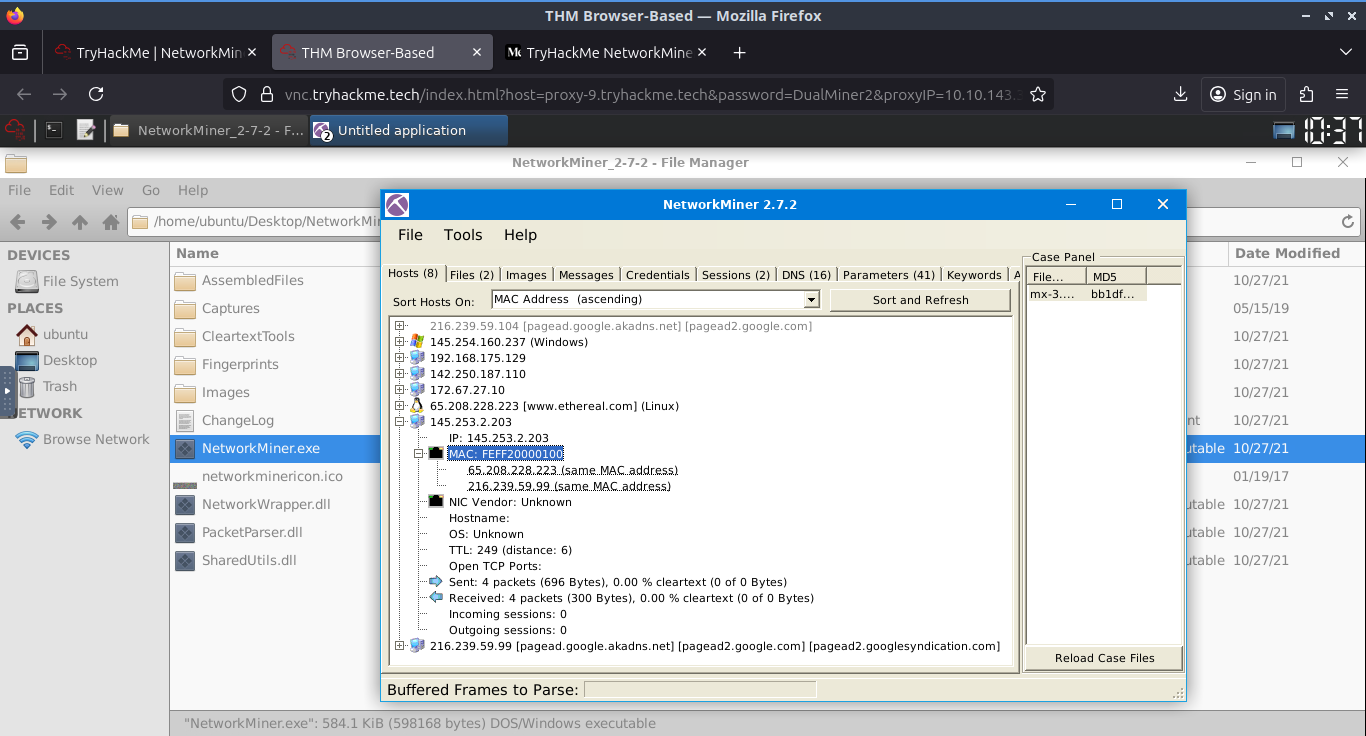 THM Browser-Based — Mozilla Firefox
TryHackMe | NetworkMin
THM Browser-Based
TryHackMe NetworkMine
vnc.tryhackme.tech/index.html?host=proxy-9.tryhackme.tech&password=DualMiner2&proxyIP=10.10.143.
Sign in
NetworkMiner_2-7-2 - F...
2
Untitled application
10:37
NetworkMiner_2-7-2 - File Manager
File Edit View Go Help
/home/ubuntu/Desktop/NetworkMi
DEVICES
File System
PLACES
ubuntu
Desktop
Trash
NETWORK
Browse Network
Name
Date Modified
AssembledFiles
10/27/21
Captures
05/15/19
CleartextTools
10/27/21
Fingerprints
10/27/21
Images
10/27/21
ChangeLog
nt 10/27/21
NetworkMiner.exe
utable 10/27/21
networkminericon.ico
01/19/17
NetworkWrapper.dll
utable 10/27/21
PacketParser.dll
utable 10/27/21
SharedUtils.dll
utable 10/27/21
"NetworkMiner.exe": 584.1 KiB (598168 bytes) DOS/Windows executable
NetworkMiner 2.7.2
File Tools Help
Hosts (8) Files (2) Images Messages Credentials Sessions (2) DNS (16) Parameters (41) Keywords A
Sort Hosts On: MAC Address (ascending) Sort and Refresh
216.239.59.104 [pagead.google.akadns.net] [pagead2.google.com]
145.254.160.237 (Windows)
192.168.175.129
142.250.187.110
172.67.27.10
65.208.228.223 [www.ethereal.com] (Linux)
145.253.2.203
IP: 145.253.2.203
MAC: FEFF20000100
65.208.228.223 (same MAC address)
216.239.59.99 (same MAC address)
NIC Vendor: Unknown
Hostname:
OS: Unknown
TTL: 249 (distance: 6)
Open TCP Ports:
Sent: 4 packets (696 Bytes), 0.00 % cleartext (0 of 0 Bytes)
Received: 4 packets (300 Bytes), 0.00 % cleartext (0 of 0 Bytes)
Incoming sessions: 0
Outgoing sessions: 0
216.239.59.99 [pagead.google.akadns.net] [pagead2.google.com] [pagead2.googlesyndication.com]
Case Panel
File... MD5
mx-3.... bb1df...
Reload Case Files
Buffered Frames to Parse: